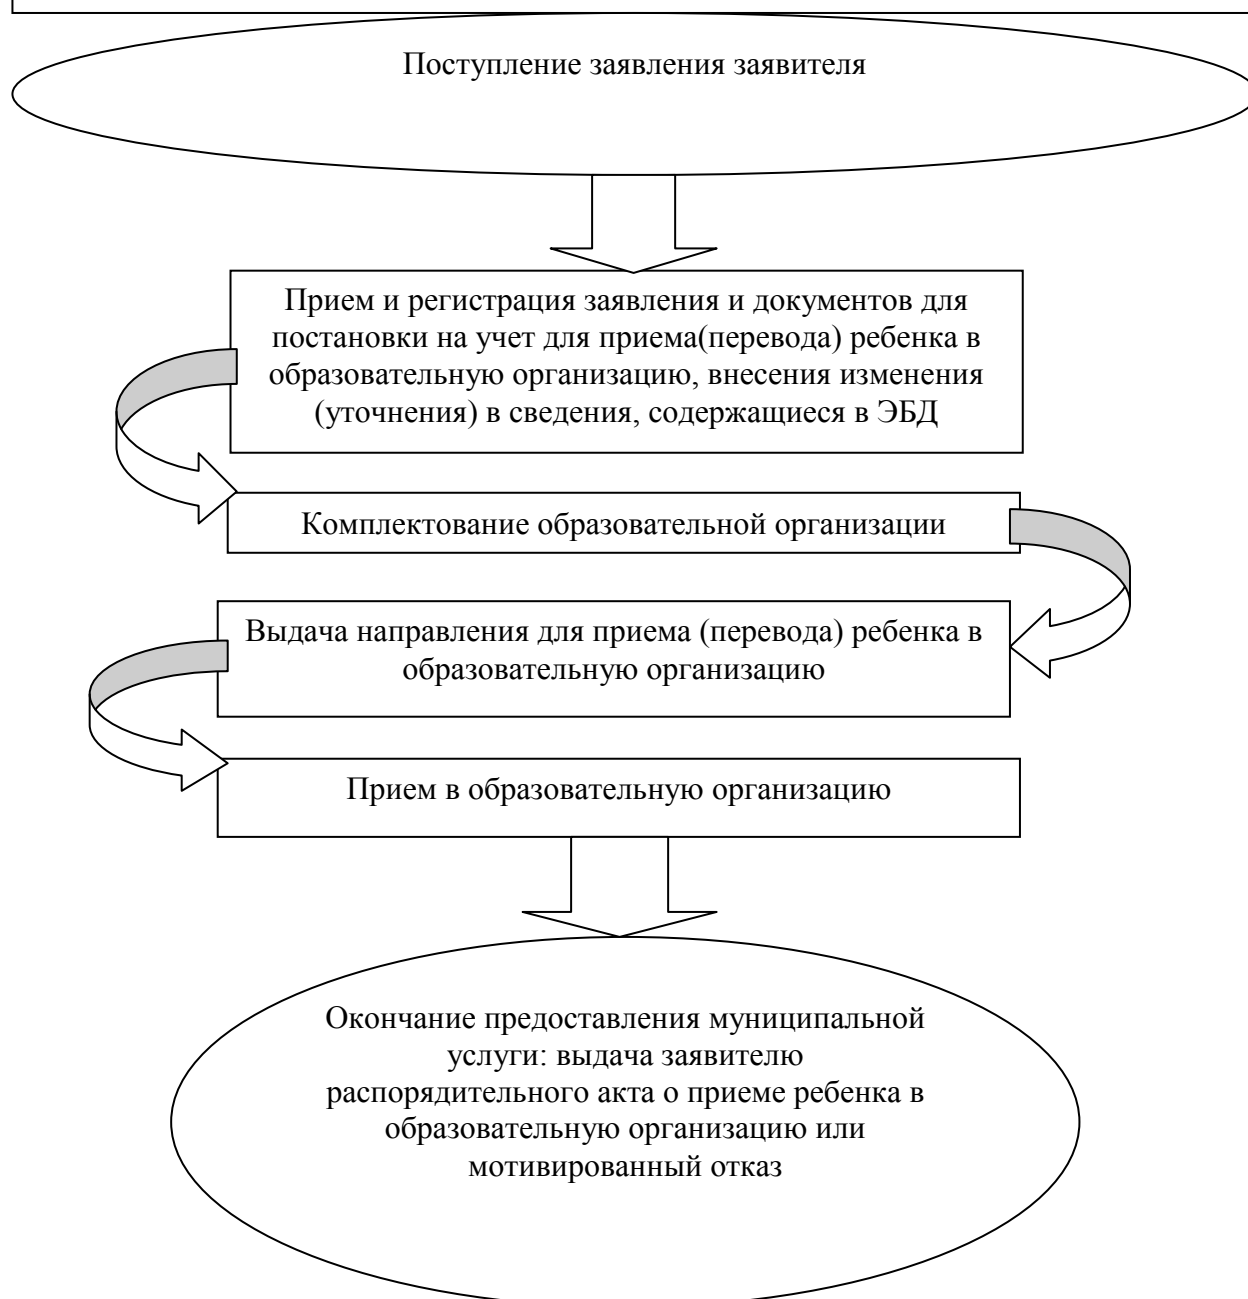 Поступление заявления заявителя
Прием и регистрация заявления и документов для
постановки на учет для приема(перевода) ребенка в
образовательную организацию, внесения изменения
(уточнения) в сведения, содержащиеся в ЭБД
Комплектование образовательной организации
Выдача направления для приема (перевода) ребенка в
образовательную организацию
Прием в образовательную организацию
Окончание предоставления муниципальной
услуги: выдача заявителю
распорядительного акта о приеме ребенка в
образовательную организацию или
мотивированный отказ